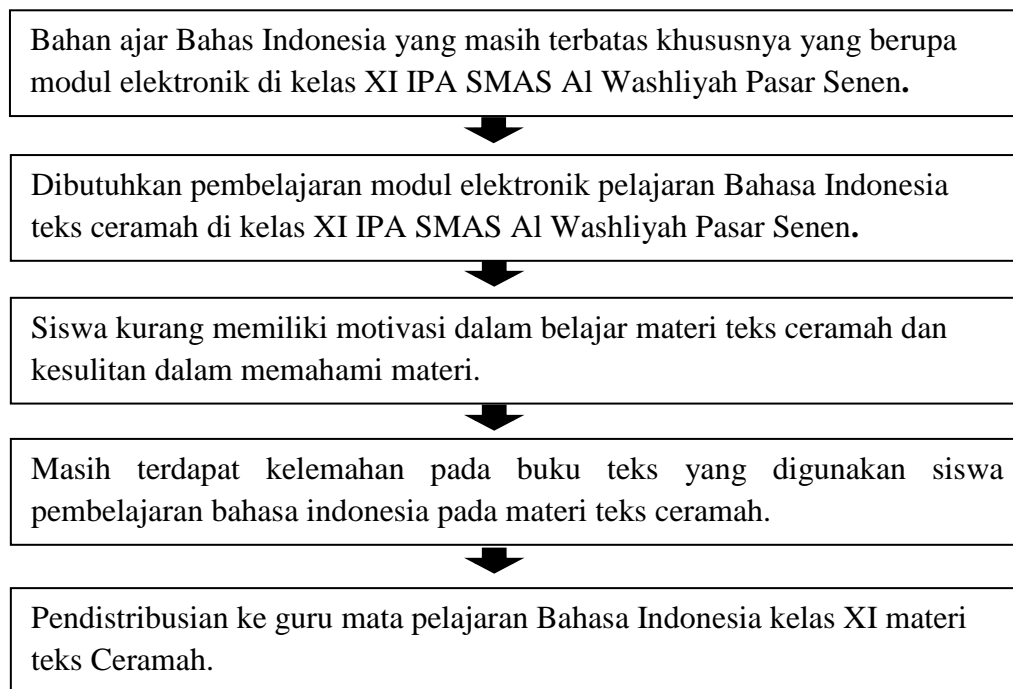 Bahan ajar Bahas Indonesia yang masih terbatas khususnya yang berupa
modul elektronik di kelas XI IPA SMAS Al Washliyah Pasar Senen.
Dibutuhkan pembelajaran modul elektronik pelajaran Bahasa Indonesia
teks ceramah di kelas XI IPA SMAS Al Washliyah Pasar Senen.
Siswa kurang memiliki motivasi dalam belajar materi teks ceramah dan
kesulitan dalam memahami materi.
Masih terdapat kelemahan pada buku teks yang digunakan siswa
pembelajaran bahasa indonesia pada materi teks ceramah.
Pendistribusian ke guru mata pelajaran Bahasa Indonesia kelas XI materi
teks Ceramah.